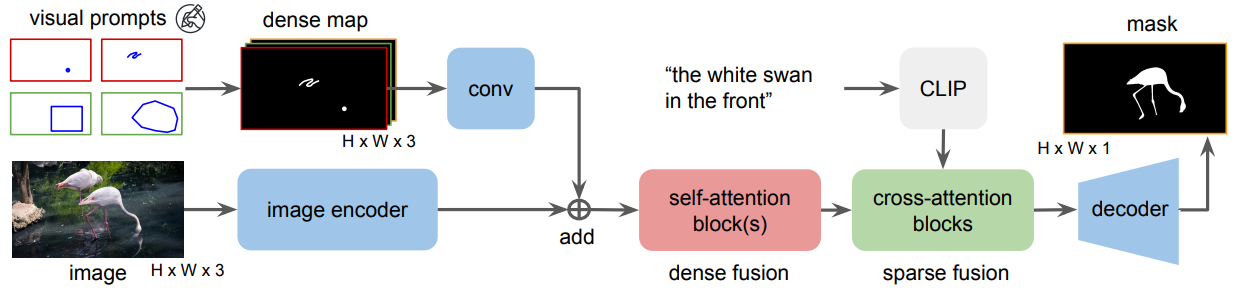 visual prompts
dense map
mask
conv
“the white swan
in the front”
CLIP
H x W x 3
H x W x 1
image encoder
add
self-attention
block(s)
cross-attention
blocks
decoder
image
H x W x 3
dense fusion
sparse fusion